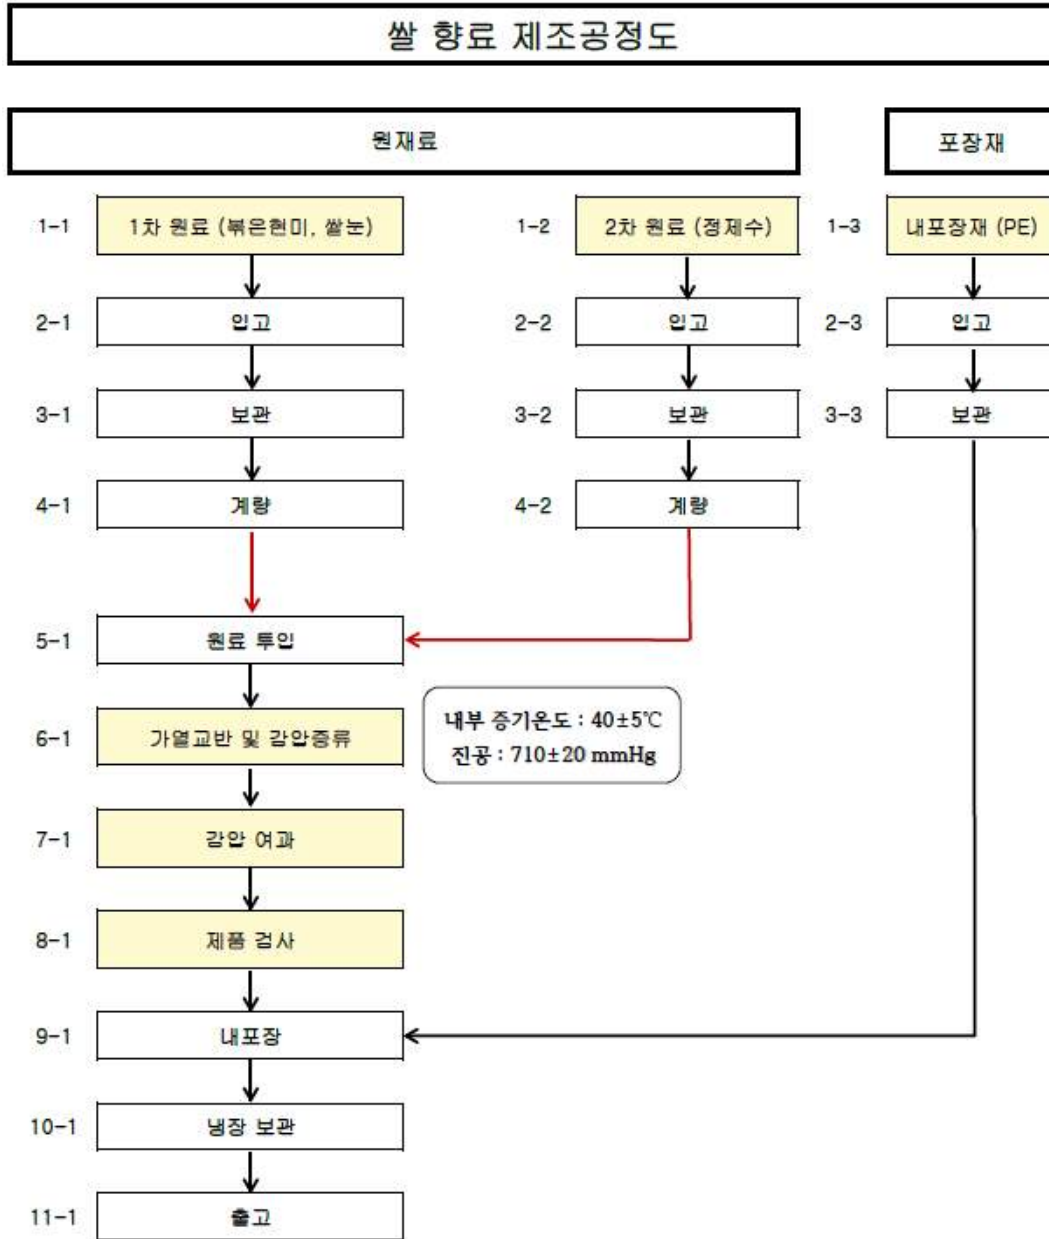 쌀 향료 제조공정도
원재료
포장재
1-1 1차 원료 (볶은현미, 쌀눈) 1-2 2차 원료 (정제수) 1-3 내포장재 (PE)
2-1 입고 2-2 입고 2-3 입고
3-1 보관 3-2 보관 3-3 보관
4-1 계량 4-2 계량
5-1 원료 투입
6-1 가열교반 및 감압증류
내부 증기온도 : 40±5℃
진공 : 710±20 mmHg
7-1 감압 여과
8-1 제품 검사
9-1 내포장
10-1 냉장 보관
11-1 출고